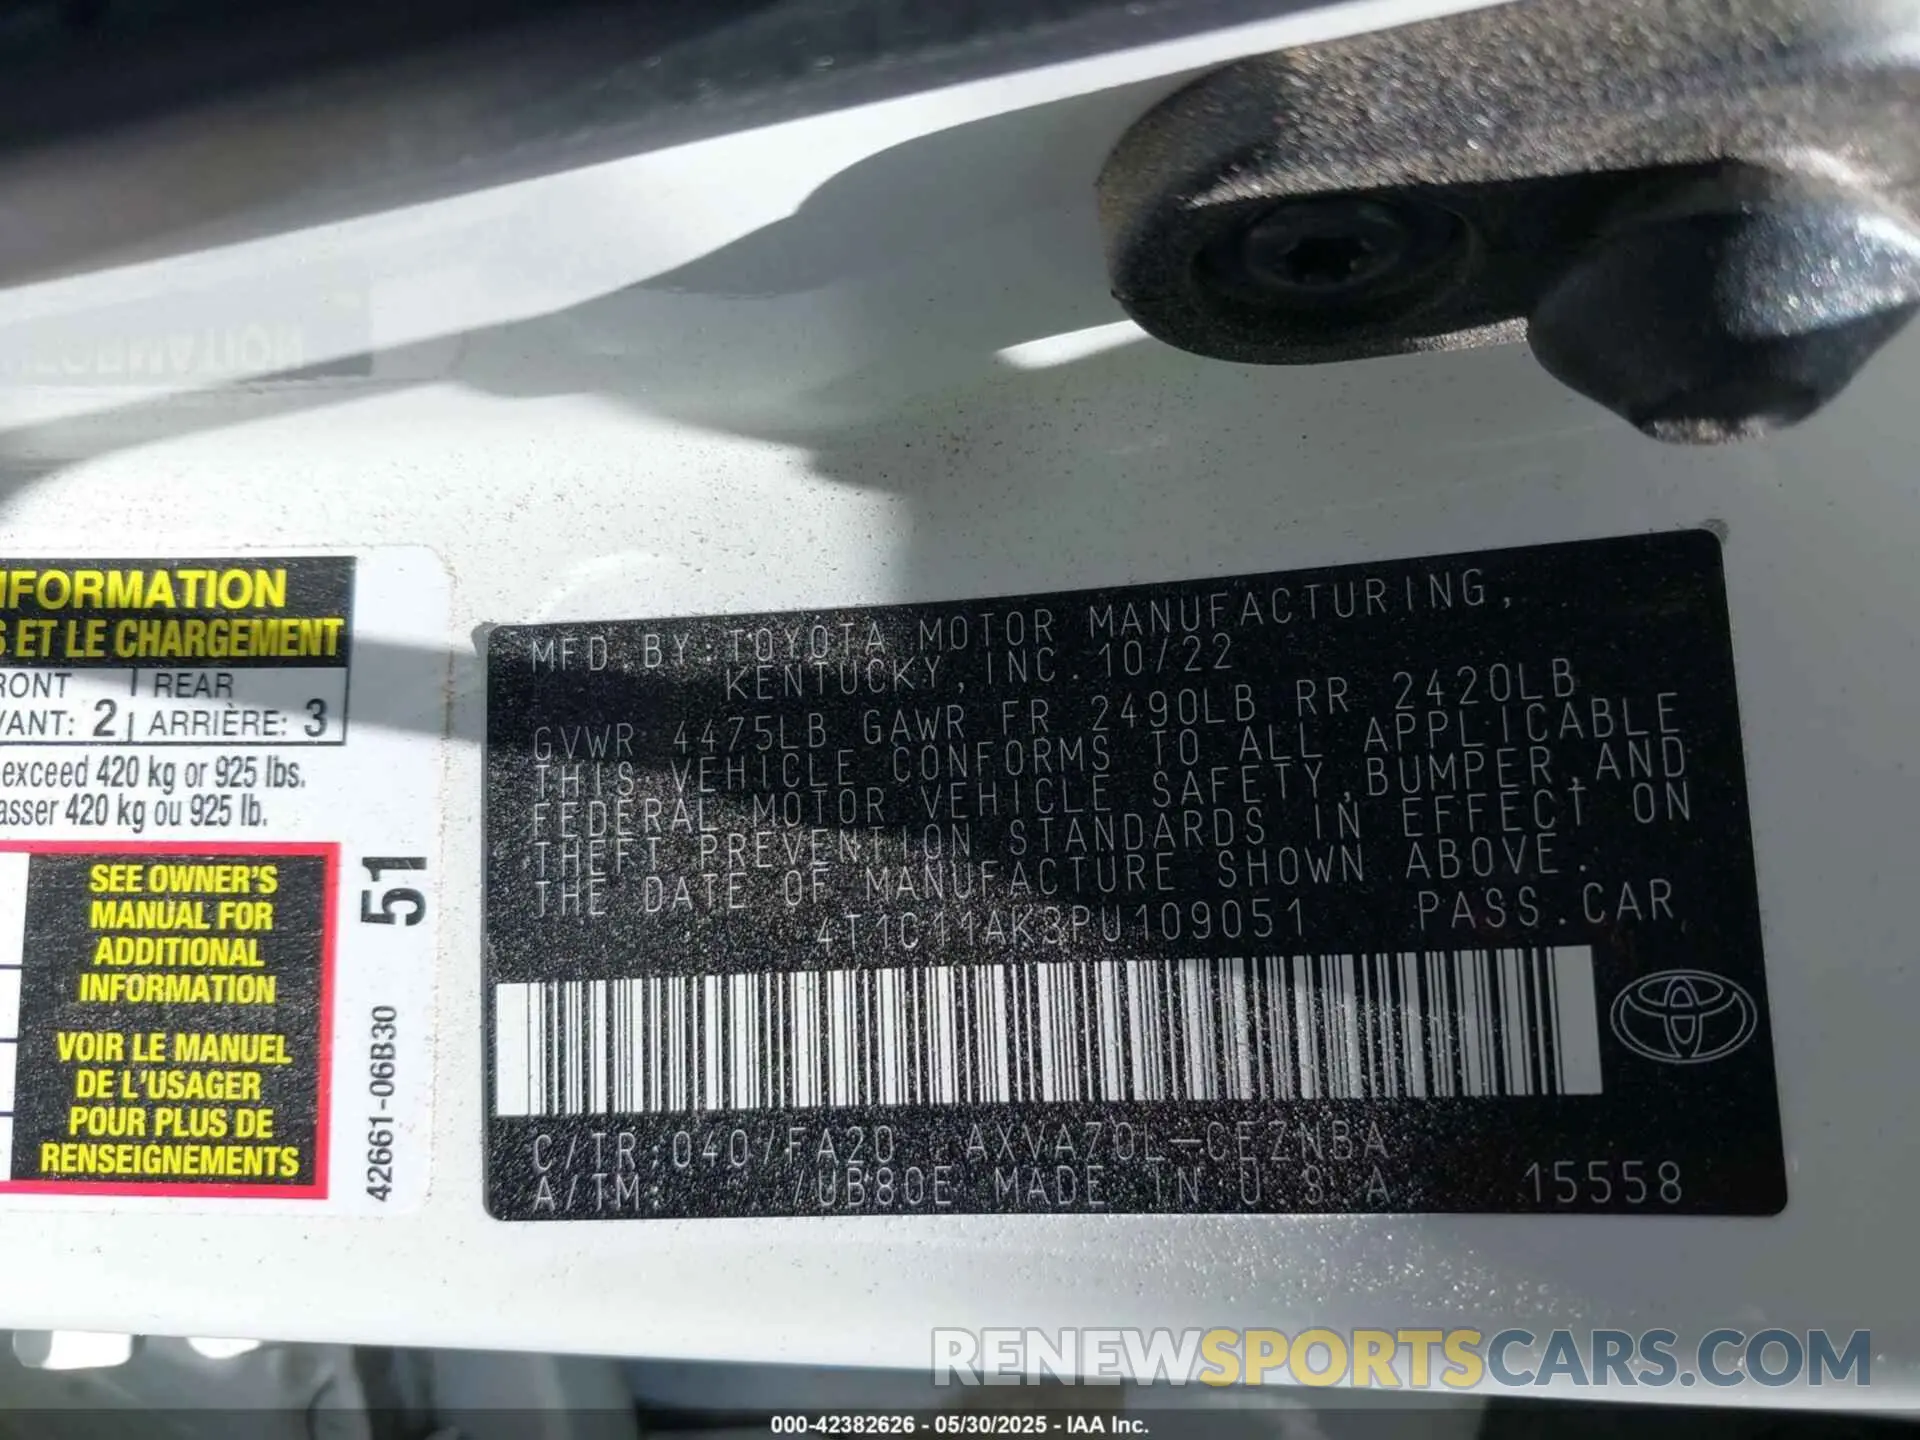 INFORMATION
NFORMATION
S ET LE CHARGEMENT
RONT | REAR
VANT: 2 | ARRIÈRE: 3
exceed 420 kg or 925 lbs.
asser 420 kg ou 925 lb.
SEE OWNER'S
MANUAL FOR
ADDITIONAL
INFORMATION
VOIR LE MANUEL
DE L'USAGER
POUR PLUS DE
RENSEIGNEMENTS
51
42661-06B30
MFD.BY:TOYOTA MOTOR MANUFACTURING,
KENTUCKY,INC.10/22
GVWR 4475LB GAWR FR 2490LB RR 2420LB
THIS VEHICLE CONFORMS TO ALL APPLICABLE
FEDERAL MOTOR VEHICLE SAFETY,BUMPER,AND
THEFT PREVENTION STANDARDS IN EFFECT ON
THE DATE OF MANUFACTURE SHOWN ABOVE.
4T1C11AK3PU109051 PASS.CAR
C/TR:040/FA20 AXVA70L-CEZNBA
A/TM: /UB80E MADE IN U.S.A. 15558
RENEWSPORTSCARS.COM
000-42382626 - 05/30/2025 - IAA Inc.